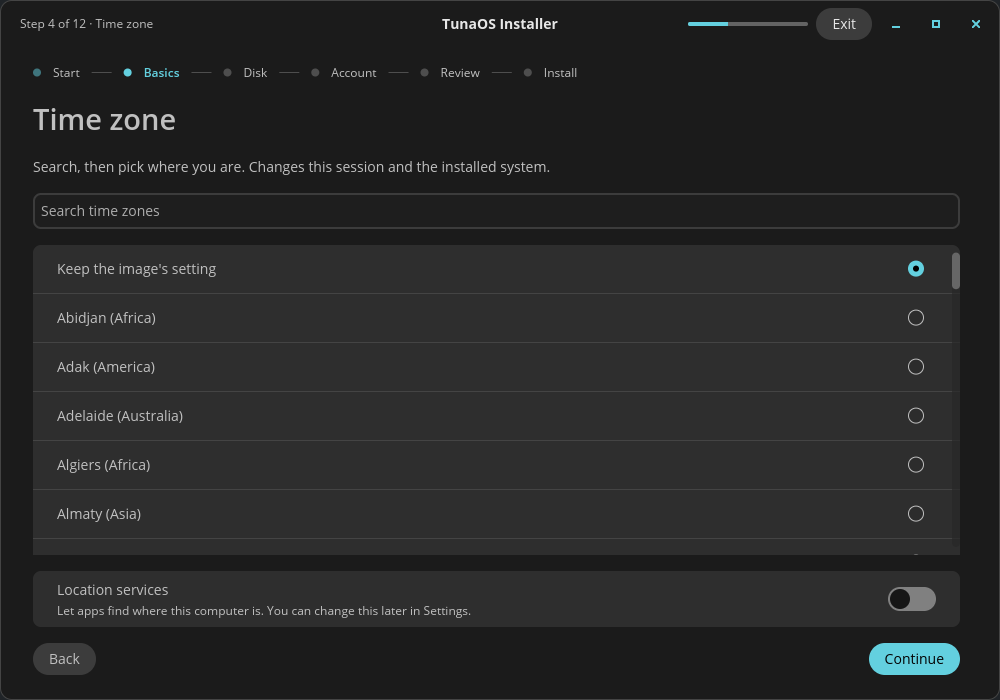 Step 4 of 12 · Time zone
TunaOS Installer
Exit
Start
Basics
Disk
Account
Review
Install
Time zone
Search, then pick where you are. Changes this session and the installed system.
Search time zones
Keep the image's setting
Abidjan (Africa)
Adak (America)
Adelaide (Australia)
Algiers (Africa)
Almaty (Asia)
Location services
Let apps find where this computer is. You can change this later in Settings.
Back
Continue